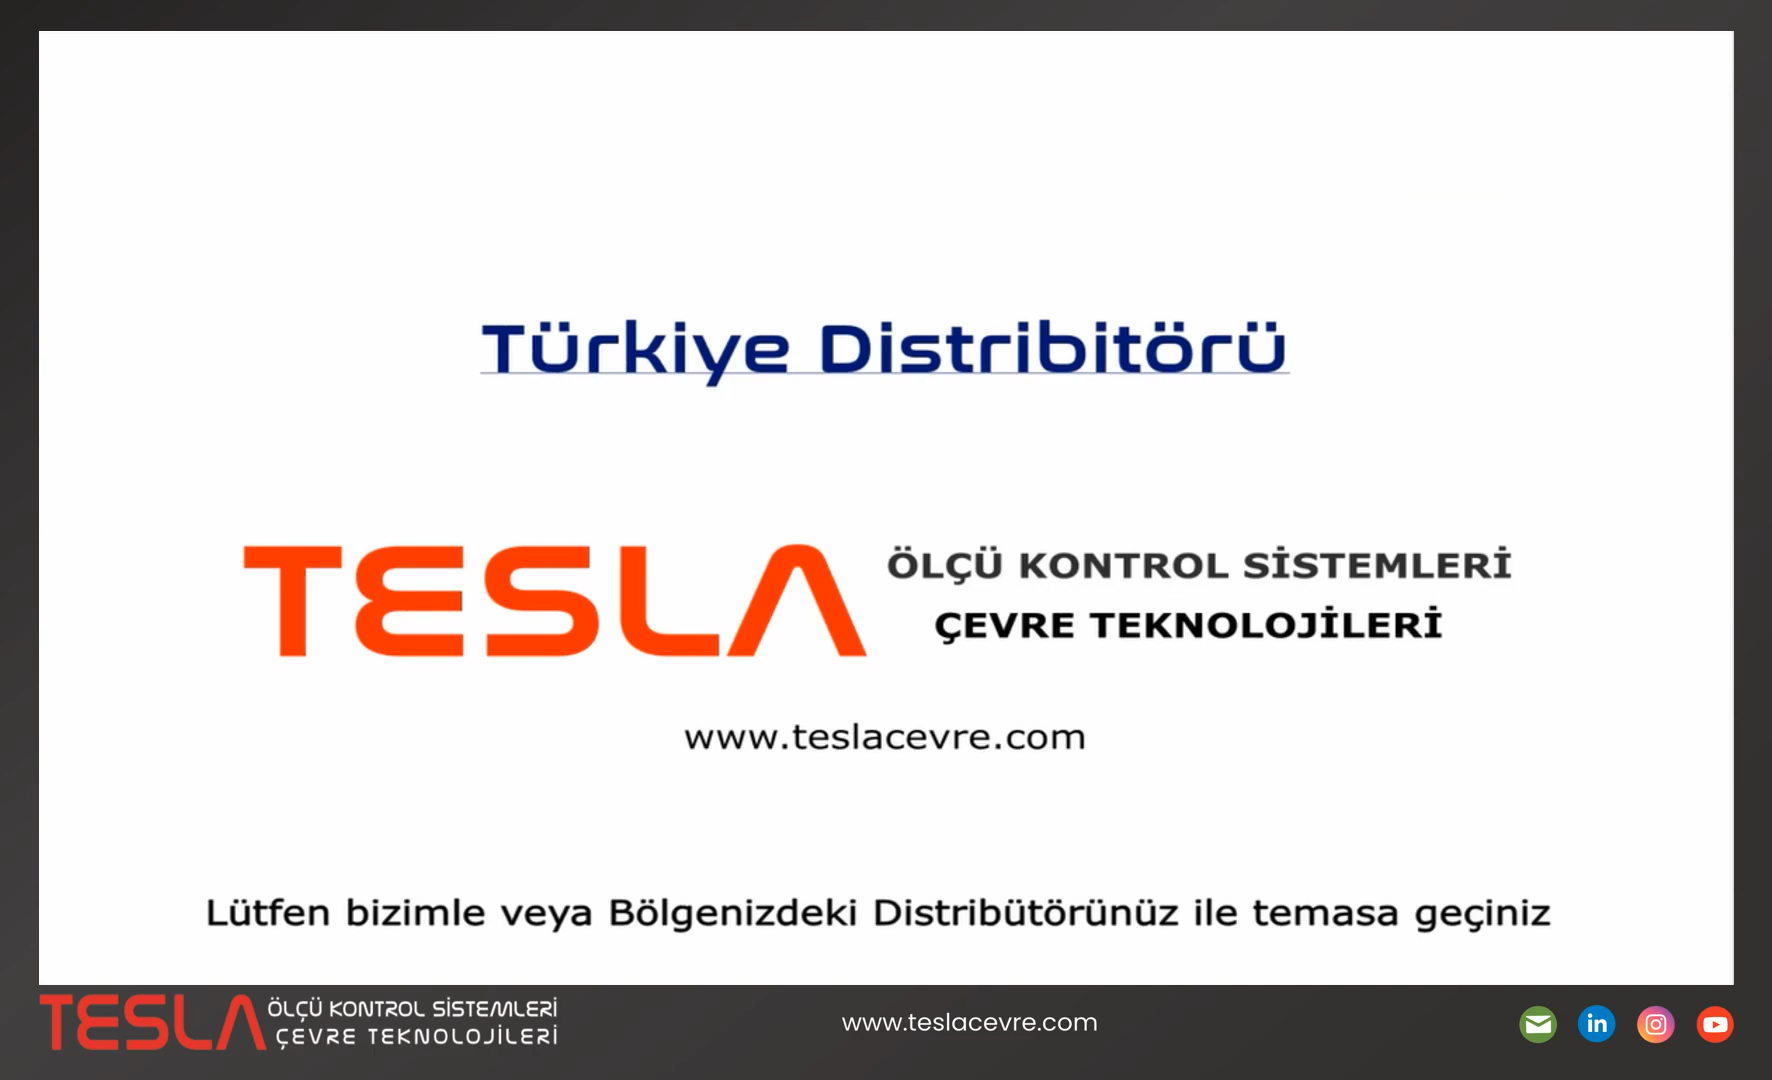 Türkiye Distribitörü
TESLA
ÖLÇÜ KONTROL SİSTEMLERİ
ÇEVRE TEKNOLOJİLERİ
www.teslacevre.com
Lütfen bizimle veya Bölgenizdeki Distribütörünüz ile temasa geçiniz
TESLA
ÖLÇÜ KONTROL SİSTEMLERİ
ÇEVRE TEKNOLOJİLERİ
www.teslacevre.com
in